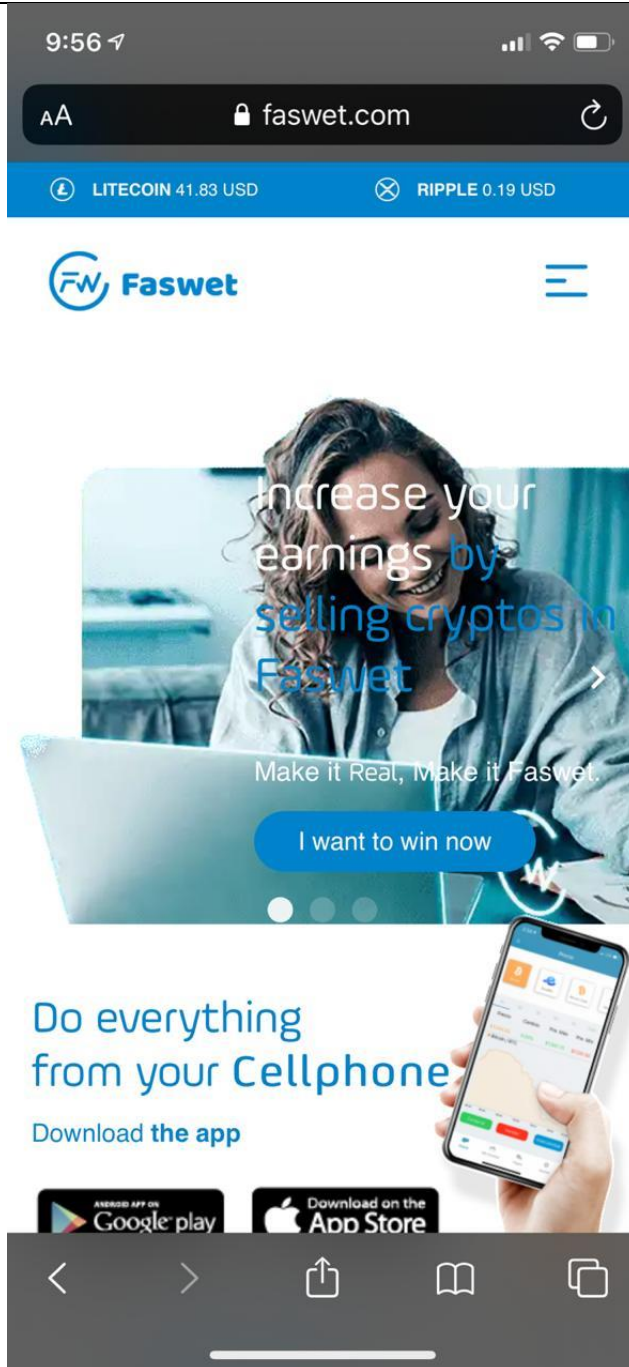 9:56
AA faswet.com
LITECOIN 41.83 USD RIPPLE 0.19 USD
FW Faswet
Increase your
earnings by
selling cryptos in
Faswet
Make it Real, Make it Faswet.
I want to win now
W
Do everything
from your Cellphone
Download the app
ANDROID APP ON
Google play
Download on the
App Store